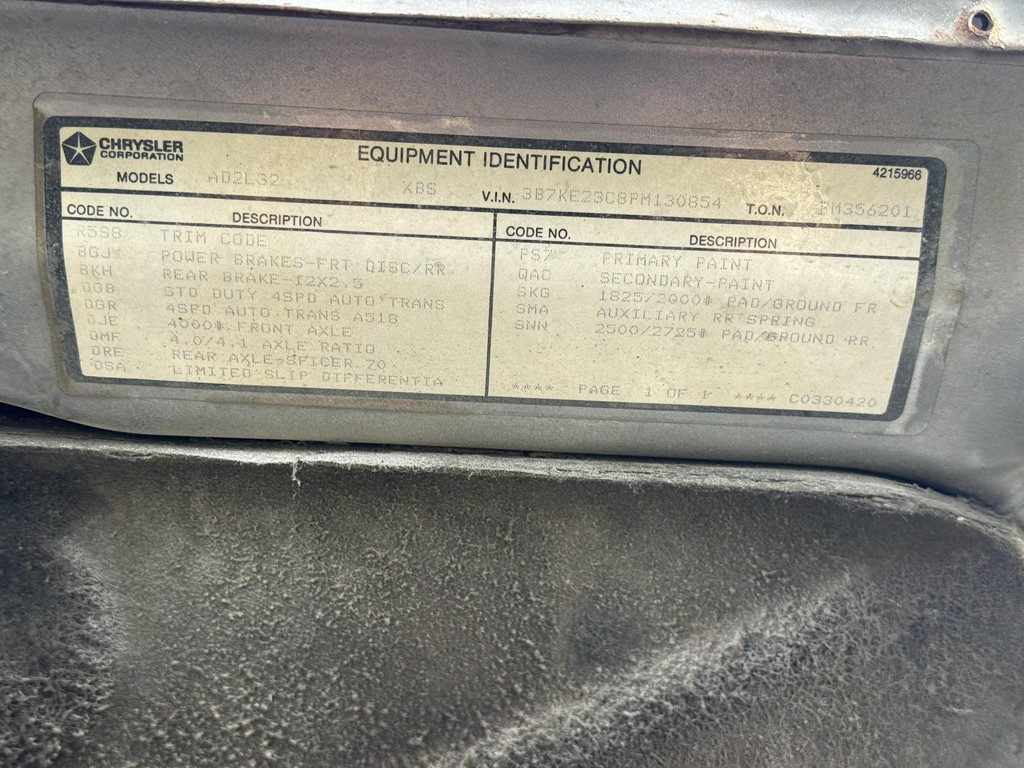 CHRYSLER
CORPORATION
EQUIPMENT IDENTIFICATION
4215966
MODELS AD2L32 XBS V.I.N. 3B7KE23C8PM130854 T.O.N. PM356201
CODE NO. DESCRIPTION
R5S8 TRIM CODE
BGJ POWER BRAKES-FRT DISC/RR
BKH REAR BRAKE-12X2.5
DGB STD DUTY 4SPD AUTO TRANS
DGR 4SPD AUTO TRANS A518
DJE 4000# FRONT AXLE
DMF 4.0/4.1 AXLE RATIO
DRE REAR AXLE-SPICER 70
DSA LIMITED SLIP DIFFERENTIA
CODE NO. DESCRIPTION
PS7 PRIMARY PAINT
QAC SECONDARY-PAINT
SKG 1825/2000# PAD/GROUND FR
SMA AUXILIARY RR SPRING
SNN 2500/2725# PAD/GROUND RR
**** PAGE 1 OF 1 **** C0330420